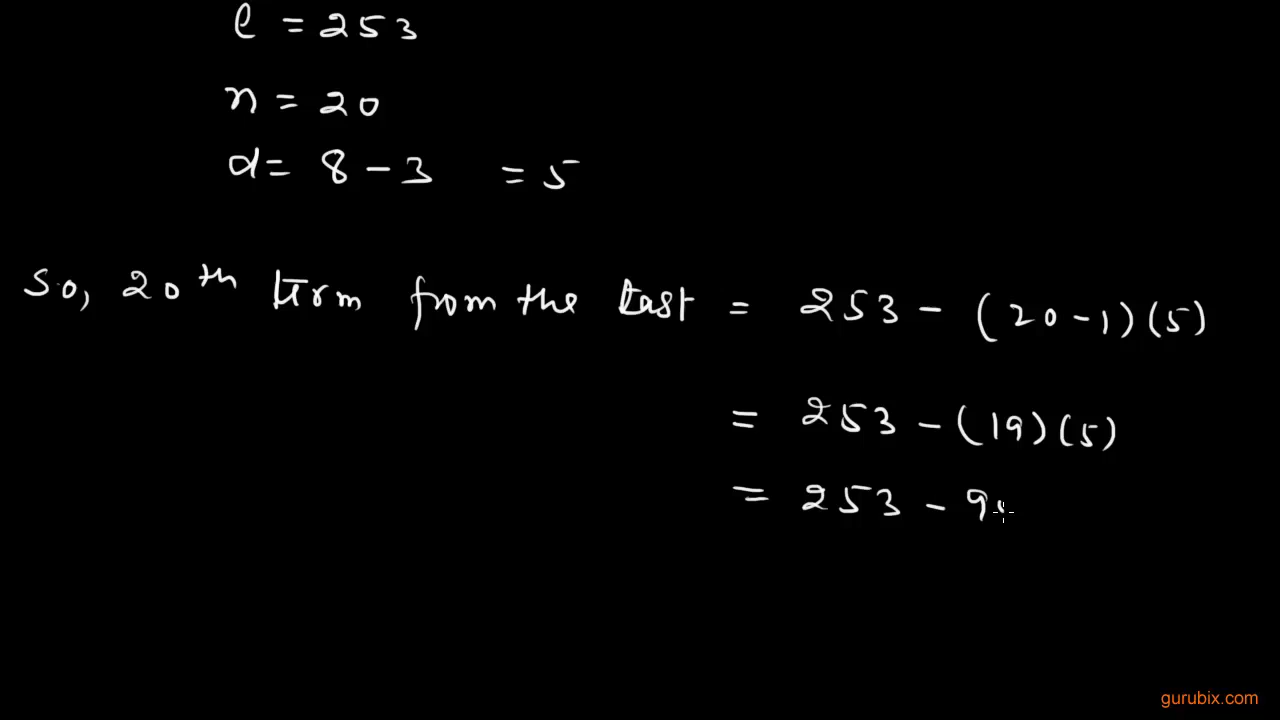 l = 253
n = 20
d = 8 - 3 = 5
So, 20th term from the last = 253 - (20-1)(5)
= 253 - (19)(5)
= 253 - 9
gurubix.com